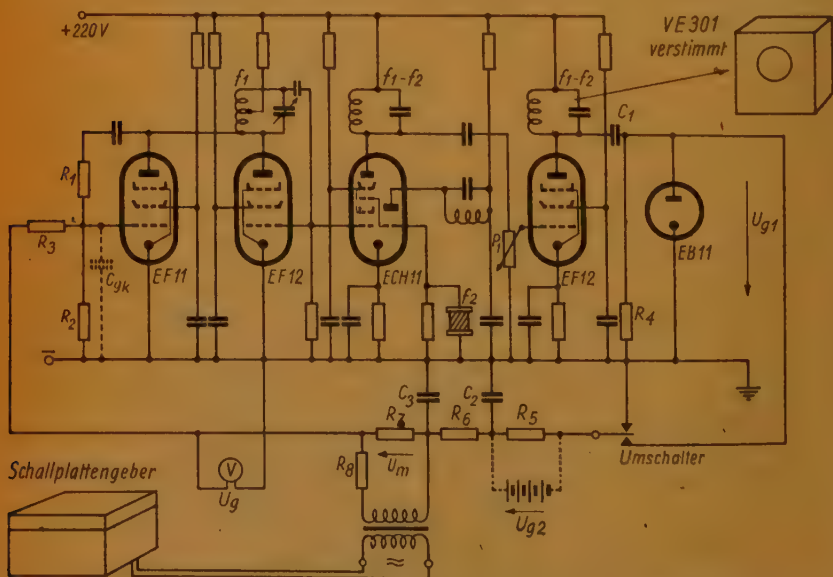 +220V
VE301
verstimmt
f1
f1-f2
f1-f2
C1
R1
R3
R2
Cgk
EF11
EF12
ECH11
P1
f2
EF12
EB11
Ug1
R4
C3
C2
R7
R6
R5
Umschalter
Um
R8
V
Ug
Ug2
Schallplattengeber
≈